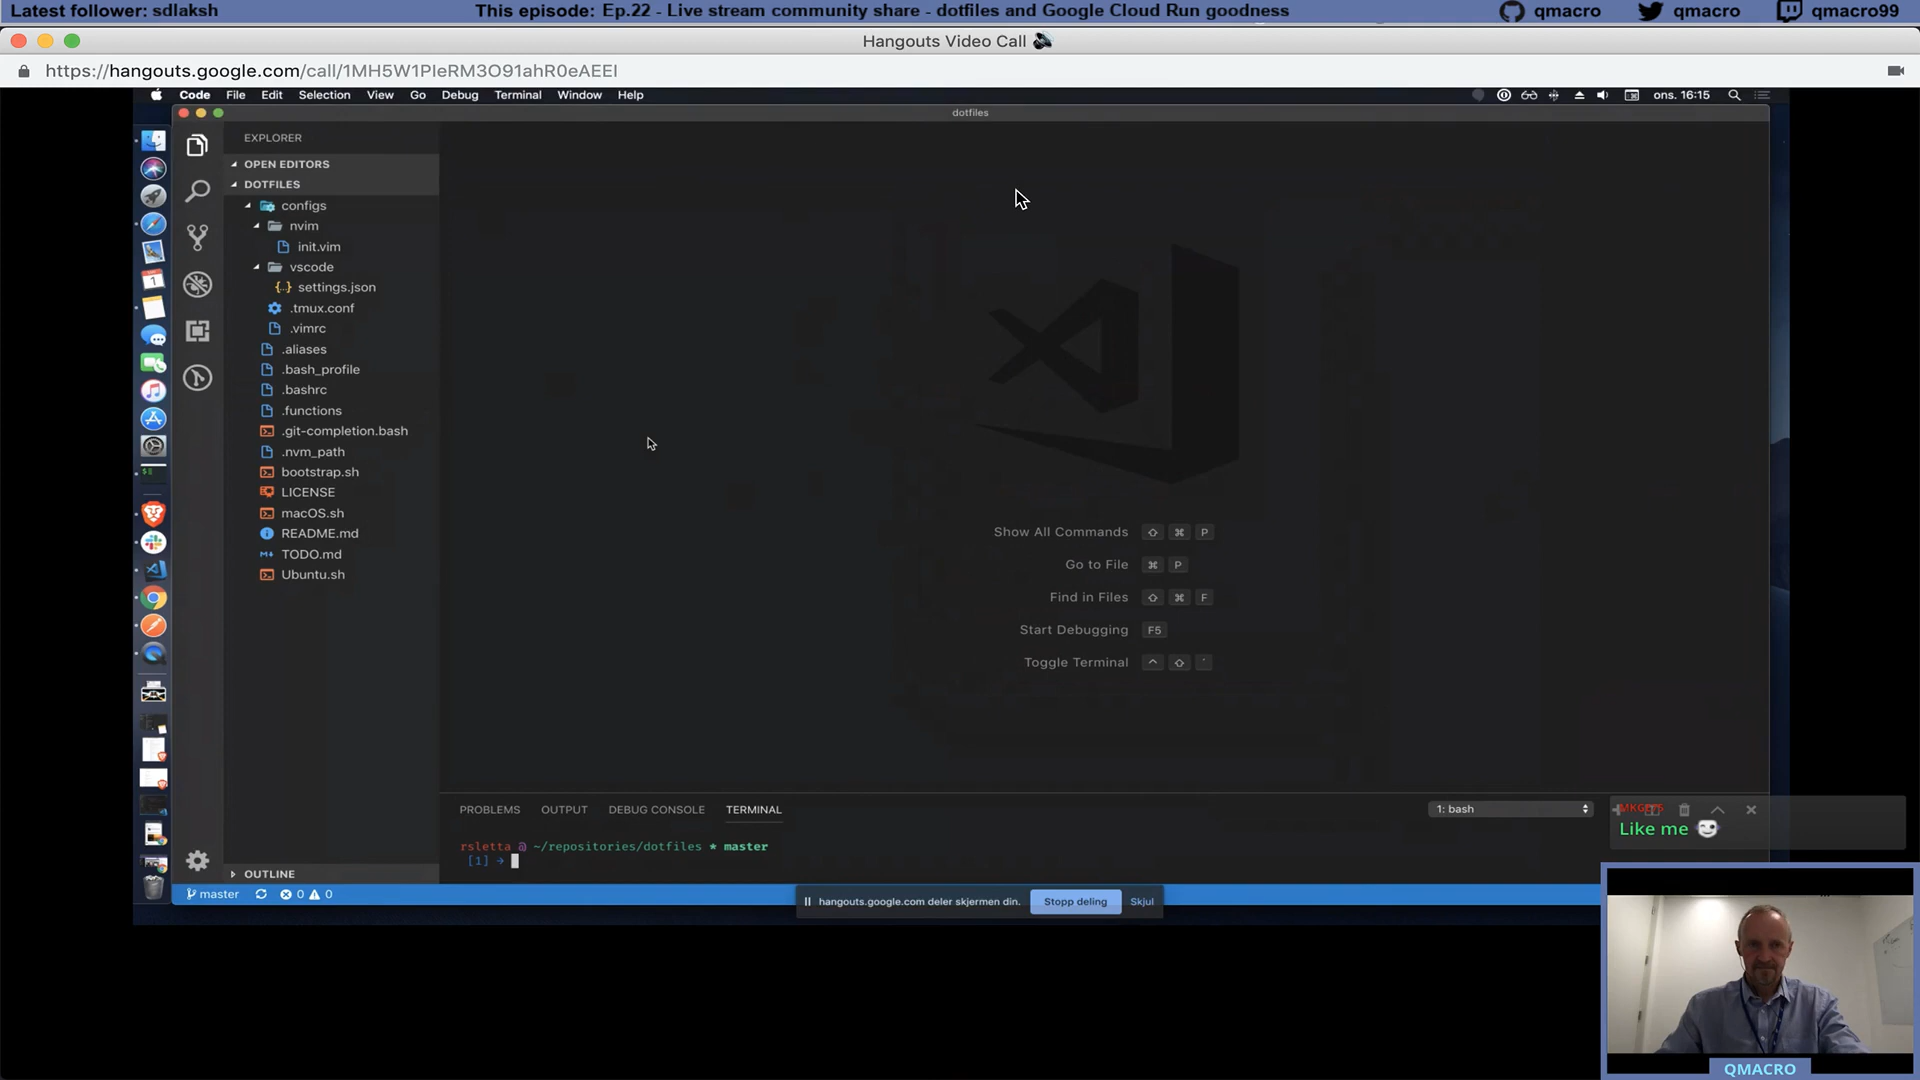 Latest follower: sdlaksh
This episode: Ep.22 - Live stream community share - dotfiles and Google Cloud Run goodness
qmacro
qmacro
qmacro99
Hangouts Video Call
https://hangouts.google.com/call/1MH5W1PIeRM3O91ahR0eAEEI
Code File Edit Selection View Go Debug Terminal Window Help
ons. 16:15
dotfiles
EXPLORER
OPEN EDITORS
DOTFILES
configs
nvim
init.vim
vscode
settings.json
.tmux.conf
.vimrc
.aliases
.bash_profile
.bashrc
.functions
.git-completion.bash
.nvm_path
bootstrap.sh
LICENSE
macOS.sh
README.md
TODO.md
Ubuntu.sh
OUTLINE
Show All Commands ⇧ ⌘ P
Go to File ⌘ P
Find in Files ⇧ ⌘ F
Start Debugging F5
Toggle Terminal ^ ⇧ `
PROBLEMS OUTPUT DEBUG CONSOLE TERMINAL
1: bash
rsletta @ ~/repositories/dotfiles * master
[1] →
Like me
master 0 0
hangouts.google.com deler skjermen din. Stopp deling Skjul
QMACRO